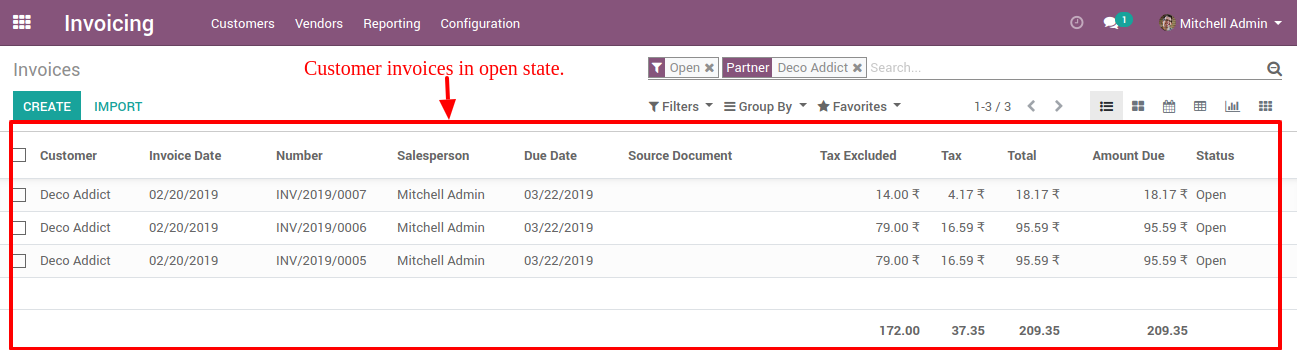 Invoicing Customers Vendors Reporting Configuration 1 Mitchell Admin
Invoices Customer invoices in open state. Open Partner Deco Addict Search...
CREATE IMPORT Filters Group By Favorites 1-3 / 3
Customer Invoice Date Number Salesperson Due Date Source Document Tax Excluded Tax Total Amount Due Status
Deco Addict 02/20/2019 INV/2019/0007 Mitchell Admin 03/22/2019 14.00 ₹ 4.17 ₹ 18.17 ₹ 18.17 ₹ Open
Deco Addict 02/20/2019 INV/2019/0006 Mitchell Admin 03/22/2019 79.00 ₹ 16.59 ₹ 95.59 ₹ 95.59 ₹ Open
Deco Addict 02/20/2019 INV/2019/0005 Mitchell Admin 03/22/2019 79.00 ₹ 16.59 ₹ 95.59 ₹ 95.59 ₹ Open
172.00 37.35 209.35 209.35